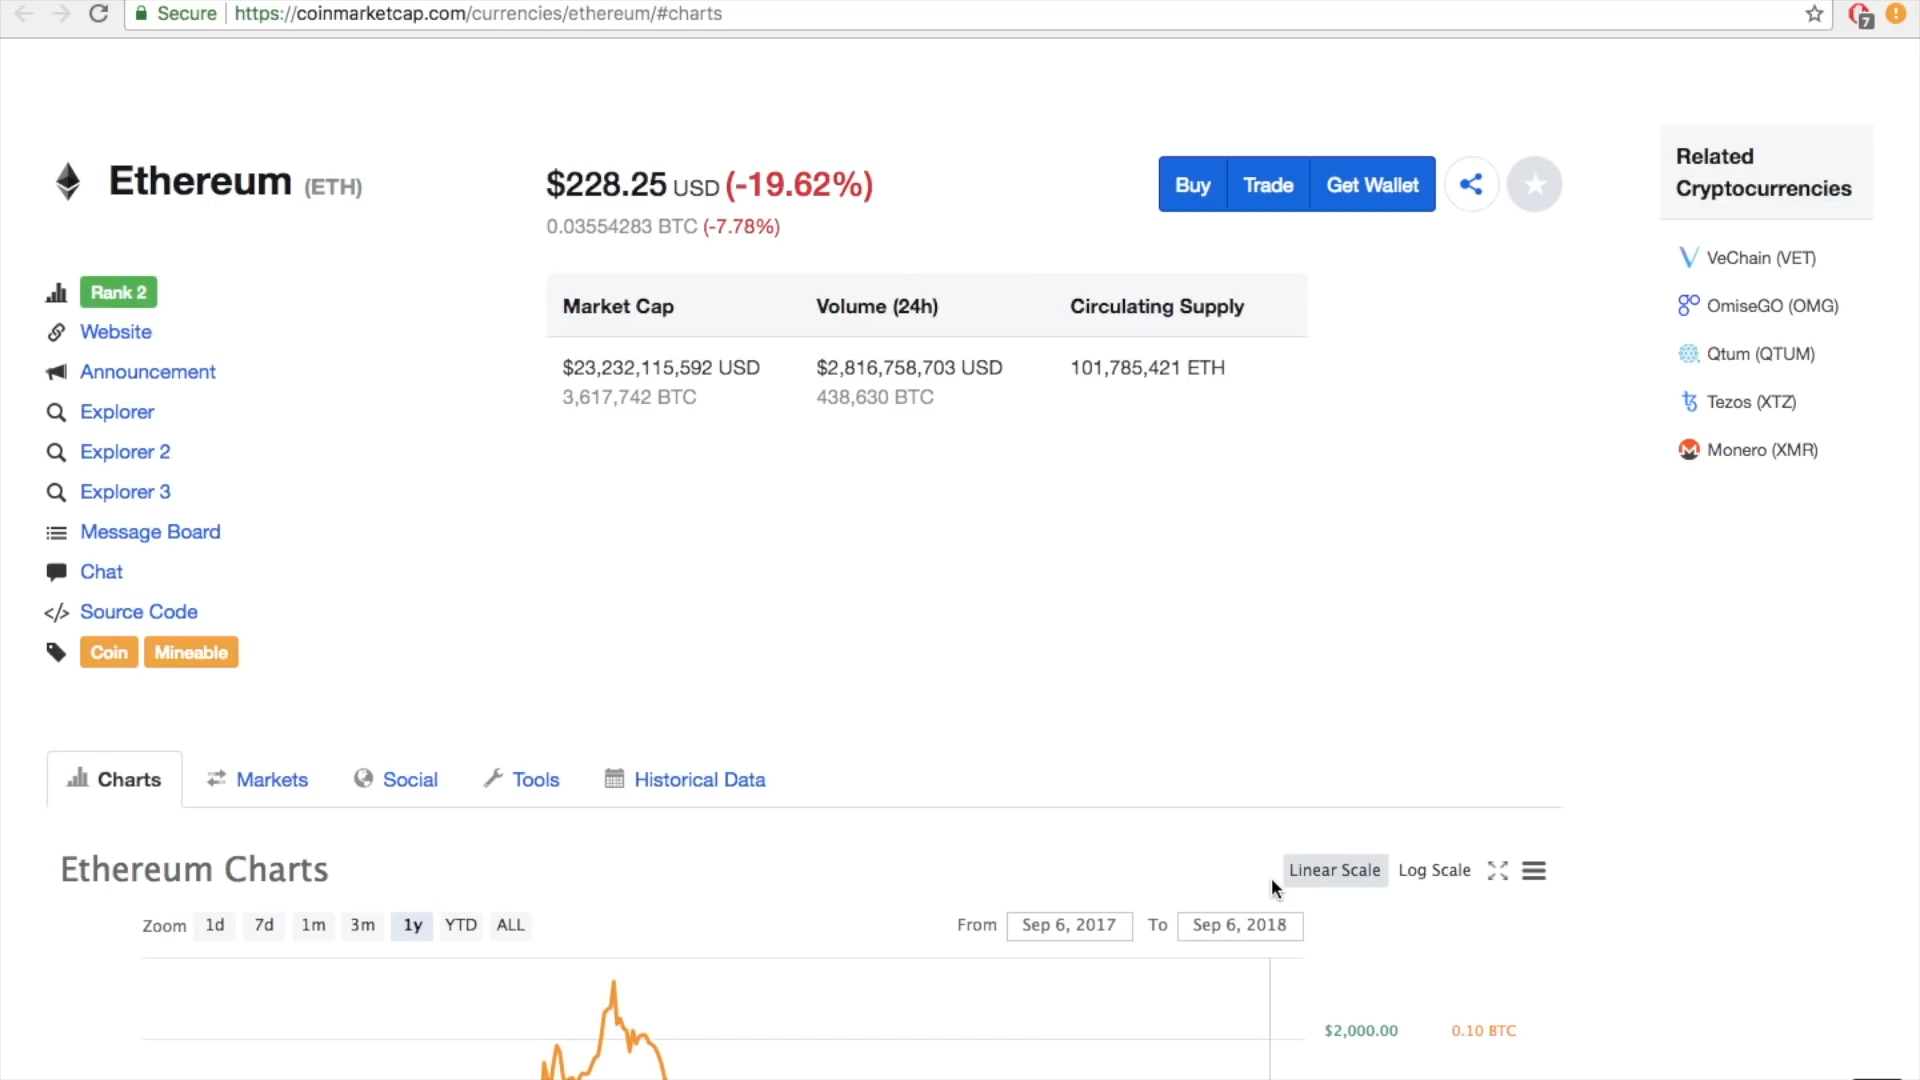 Secure https://coinmarketcap.com/currencies/ethereum/#charts
7
Ethereum (ETH)
$228.25 USD (-19.62%)
0.03554283 BTC (-7.78%)
Buy Trade Get Wallet
Related
Cryptocurrencies
VeChain (VET)
OmiseGO (OMG)
Qtum (QTUM)
Tezos (XTZ)
Monero (XMR)
Rank 2
Website
Announcement
Explorer
Explorer 2
Explorer 3
Message Board
Chat
Source Code
Coin Mineable
Market Cap Volume (24h) Circulating Supply
$23,232,115,592 USD $2,816,758,703 USD 101,785,421 ETH
3,617,742 BTC 438,630 BTC
Charts Markets Social Tools Historical Data
Ethereum Charts
Linear Scale Log Scale
Zoom 1d 7d 1m 3m 1y YTD ALL
From Sep 6, 2017 To Sep 6, 2018
$2,000.00 0.10 BTC